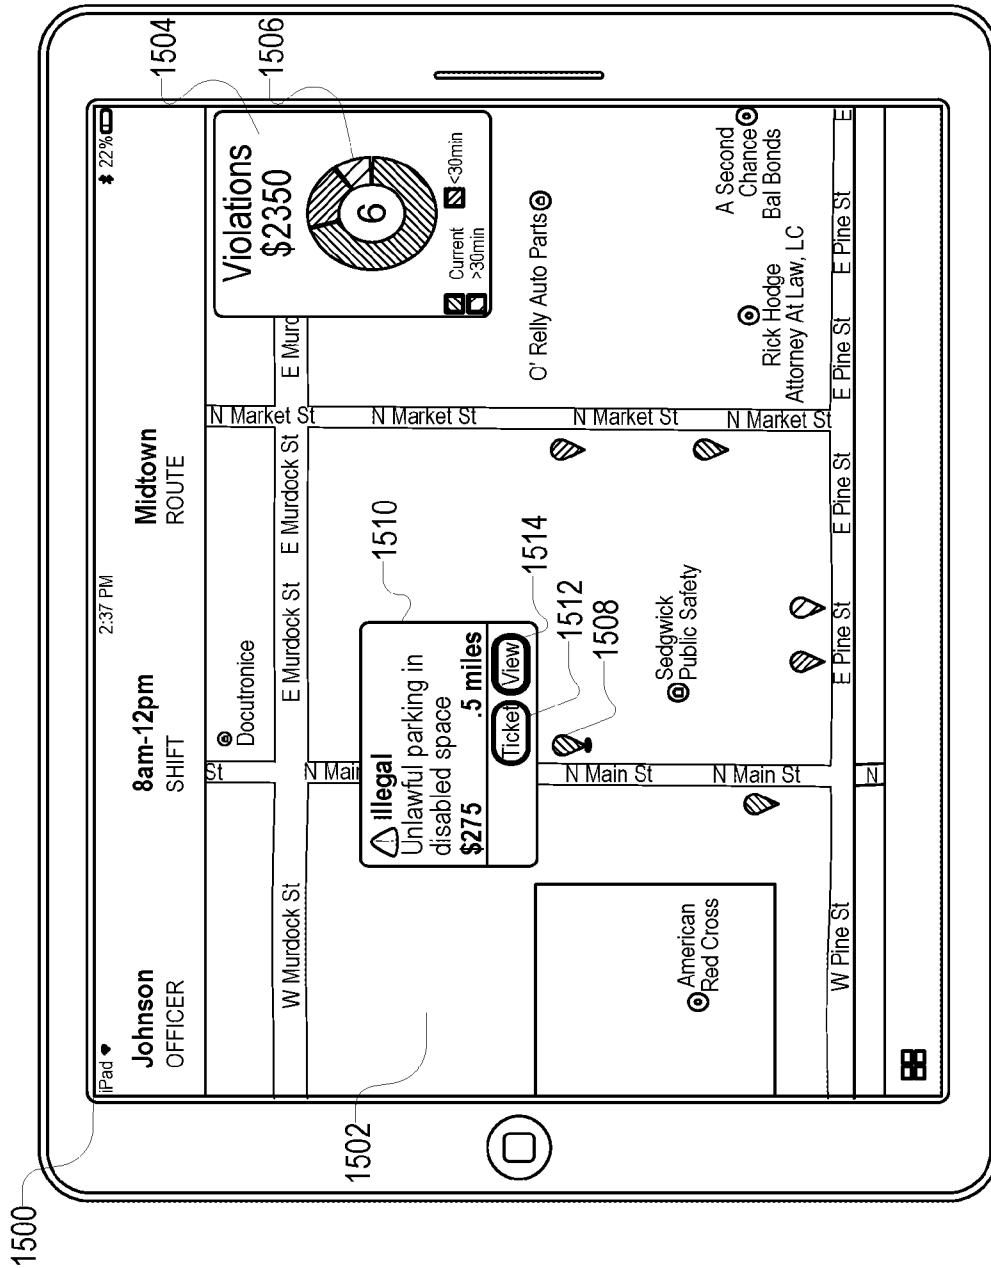 1500
1502
1504
1506
1510
1514
1512
1508
iPad
2:37 PM
22%
Johnson
OFFICER
8am-12pm
SHIFT
Midtown
ROUTE
Violations
$2350
6
Current
<30min
>30min
St
Docutronice
N Market St
W Murdock St
E Murdock St
E Murdock St
E Murd
N Main
N Market St
Illegal
Unlawful parking in
disabled space
$275
.5 miles
Ticket
View
O' Relly Auto Parts
N Main St
N Market St
American
Red Cross
Sedgwick
Public Safety
A Second
Chance
Bal Bonds
Rick Hodge
Attorney At Law, LC
N Main St
N Market St
W Pine St
E Pine St
E Pine St
E Pine St
E Pine St
E
N